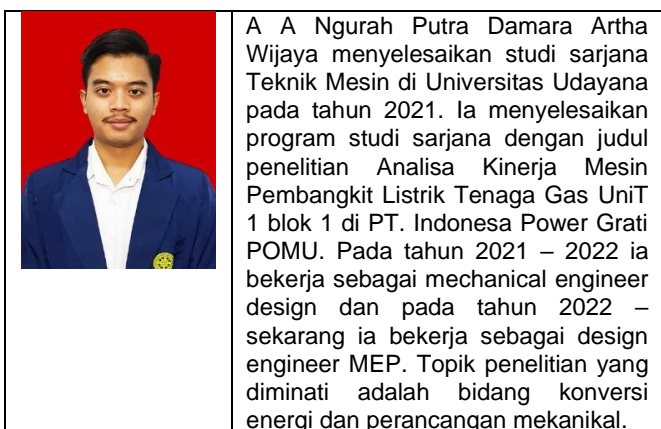 A A Ngurah Putra Damara Artha
Wijaya menyelesaikan studi sarjana
Teknik Mesin di Universitas Udayana
pada tahun 2021. Ia menyelesaikan
program studi sarjana dengan judul
penelitian Analisa Kinerja Mesin
Pembangkit Listrik Tenaga Gas UniT
1 blok 1 di PT. Indonesa Power Grati
POMU. Pada tahun 2021 – 2022 ia
bekerja sebagai mechanical engineer
design dan pada tahun 2022 –
sekarang ia bekerja sebagai design
engineer MEP. Topik penelitian yang
diminati adalah bidang konversi
energi dan perancangan mekanikal.